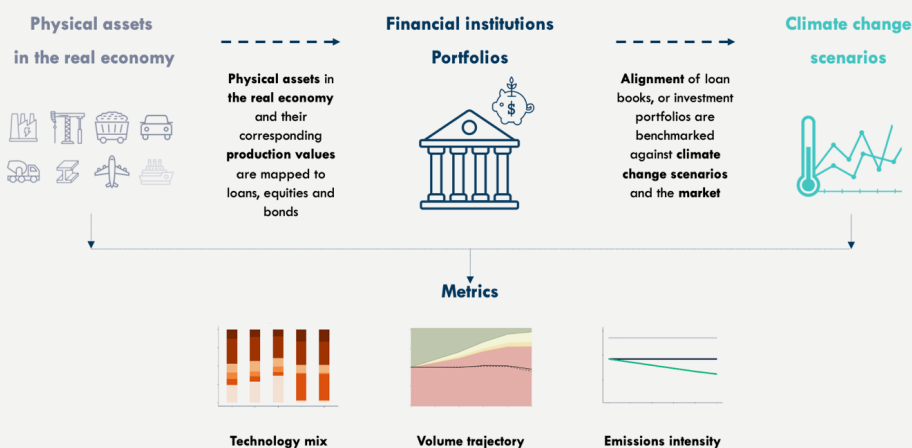 Physical assets
in the real economy
Physical assets in
the real economy
and their
corresponding
production values
are mapped to
loans, equities and
bonds
Financial institutions
Portfolios
$
Alignment of loan
books, or investment
portfolios are
benchmarked
against climate
change scenarios
and the market
Climate change
scenarios
Metrics
Technology mix
Volume trajectory
Emissions intensity